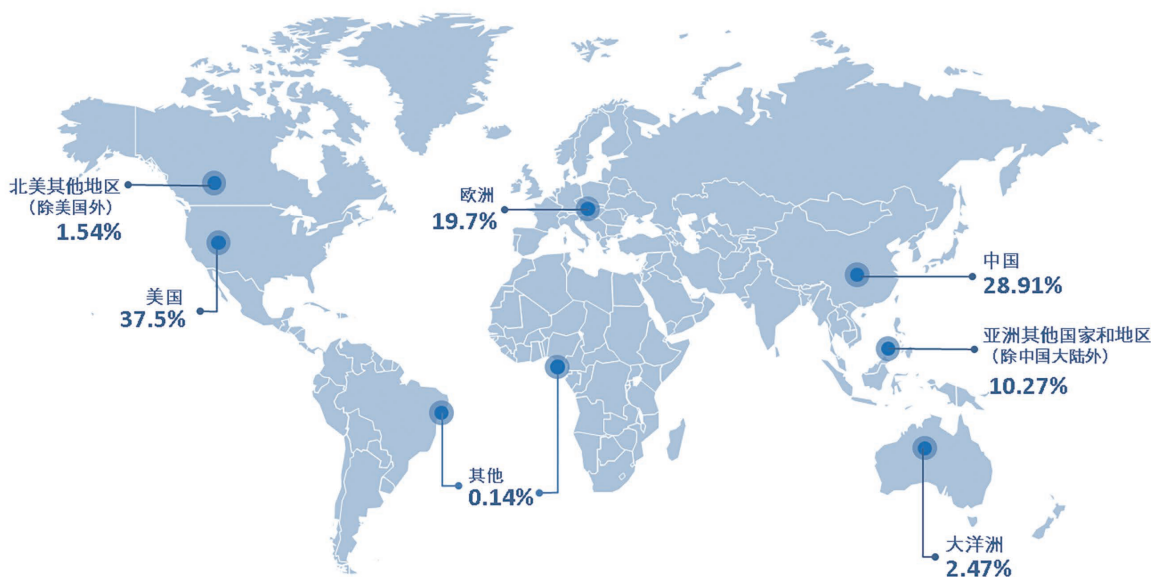 北美其他地区
（除美国外）
1.54%
美国
37.5%
欧洲
19.7%
中国
28.91%
亚洲其他国家和地区
（除中国大陆外）
10.27%
其他
0.14%
大洋洲
2.47%